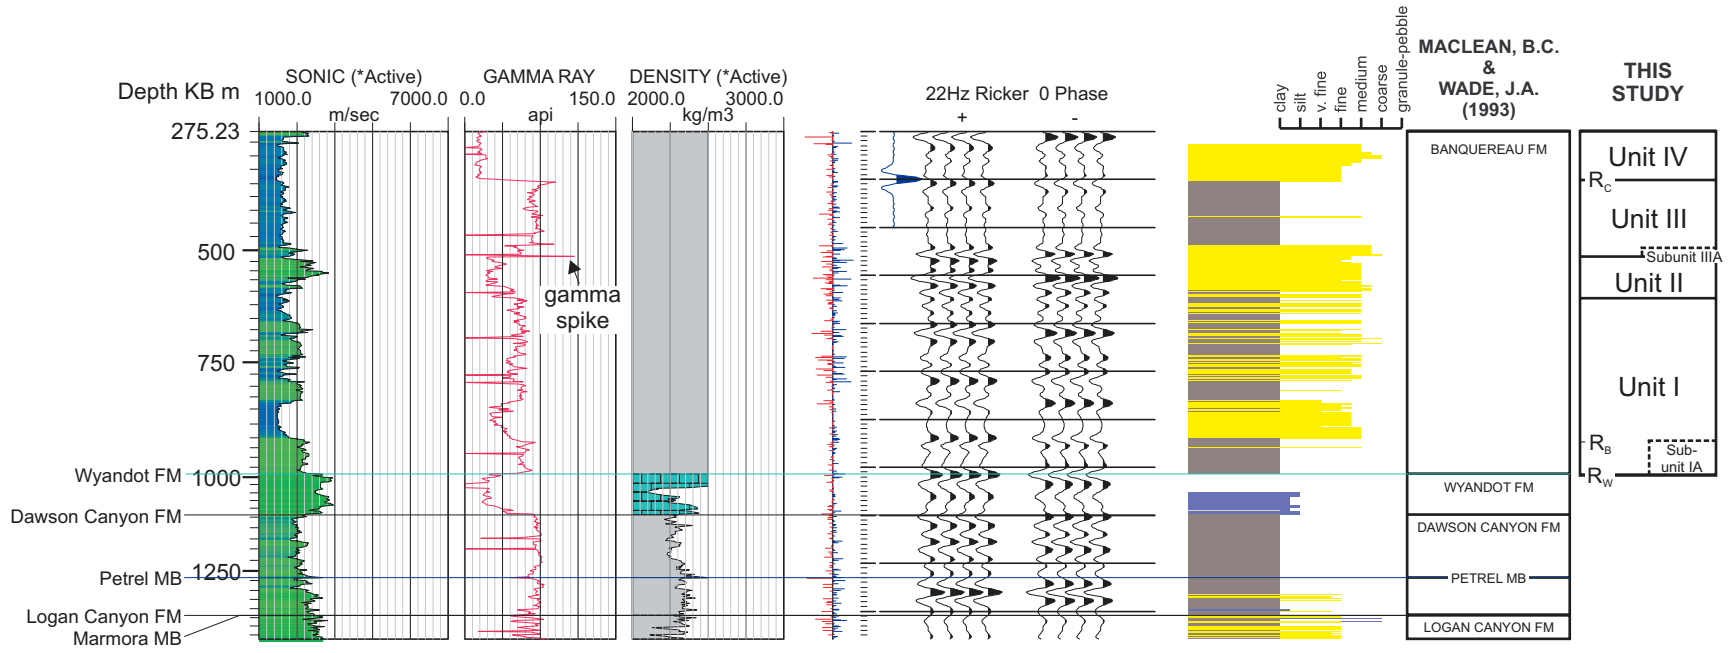 Depth KB m
SONIC (*Active)
1000.0 7000.0
m/sec
GAMMA RAY
0.0 150.0
api
DENSITY (*Active)
2000.0 3000.0
kg/m3
22Hz Ricker 0 Phase
+ -
clay
silt
v. fine
fine
medium
coarse
granule-pebble
MACLEAN, B.C.
&
WADE, J.A.
(1993)
THIS
STUDY
275.23
500
750
1000
1250
Wyandot FM
Dawson Canyon FM
Petrel MB
Logan Canyon FM
Marmora MB
gamma
spike
BANQUEREAU FM
WYANDOT FM
DAWSON CANYON FM
PETREL MB
LOGAN CANYON FM
Unit IV
RC
Unit III
Subunit IIIA
Unit II
Unit I
RB
Sub-
unit IA
RW